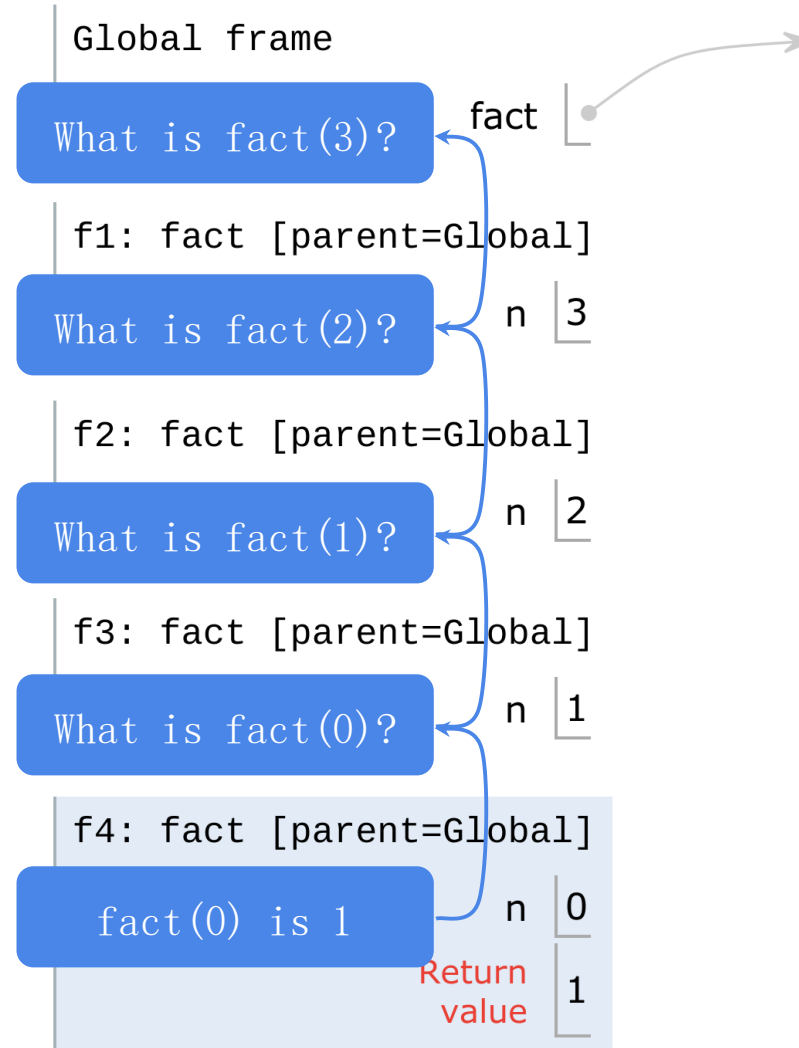 Global frame
What is fact(3)?
fact
f1: fact [parent=Global]
What is fact(2)?
n 3
f2: fact [parent=Global]
What is fact(1)?
n 2
f3: fact [parent=Global]
What is fact(0)?
n 1
f4: fact [parent=Global]
fact(0) is 1
n 0
Return
value
1